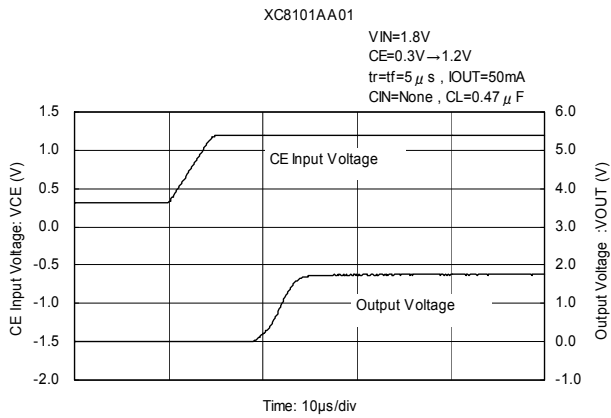 XC8101AA01
VIN=1.8V
CE=0.3V→1.2V
tr=tf=5μs , IOUT=50mA
CIN=None , CL=0.47μF
CE Input Voltage: VCE (V)
1.5
1.0
0.5
0.0
-0.5
-1.0
-1.5
-2.0
CE Input Voltage
Output Voltage
6.0
5.0
4.0
3.0
2.0
1.0
0.0
-1.0
Output Voltage :VOUT (V)
Time: 10μs/div